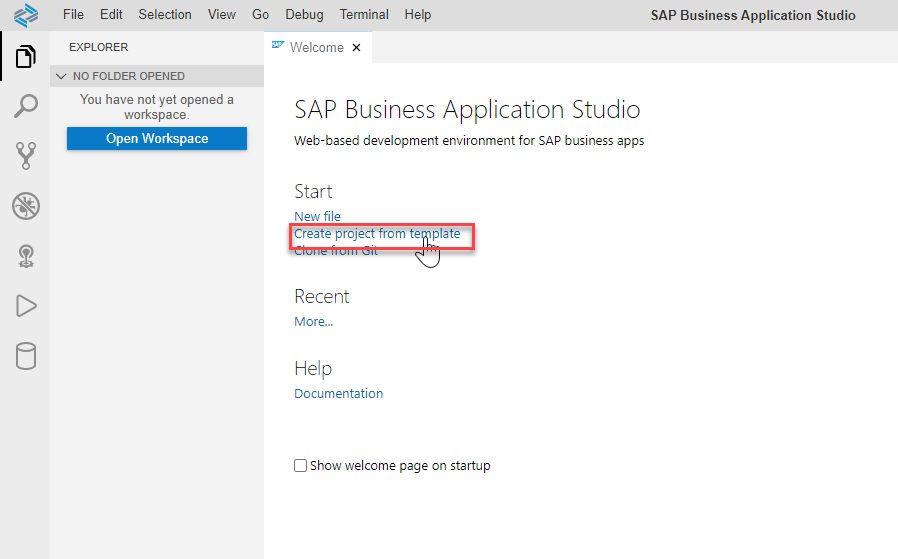 File Edit Selection View Go Debug Terminal Help
SAP Business Application Studio
EXPLORER
NO FOLDER OPENED
You have not yet opened a
workspace.
Open Workspace
SAP Welcome
SAP Business Application Studio
Web-based development environment for SAP business apps
Start
New file
Create project from template
Clone from Git
Recent
More...
Help
Documentation
Show welcome page on startup